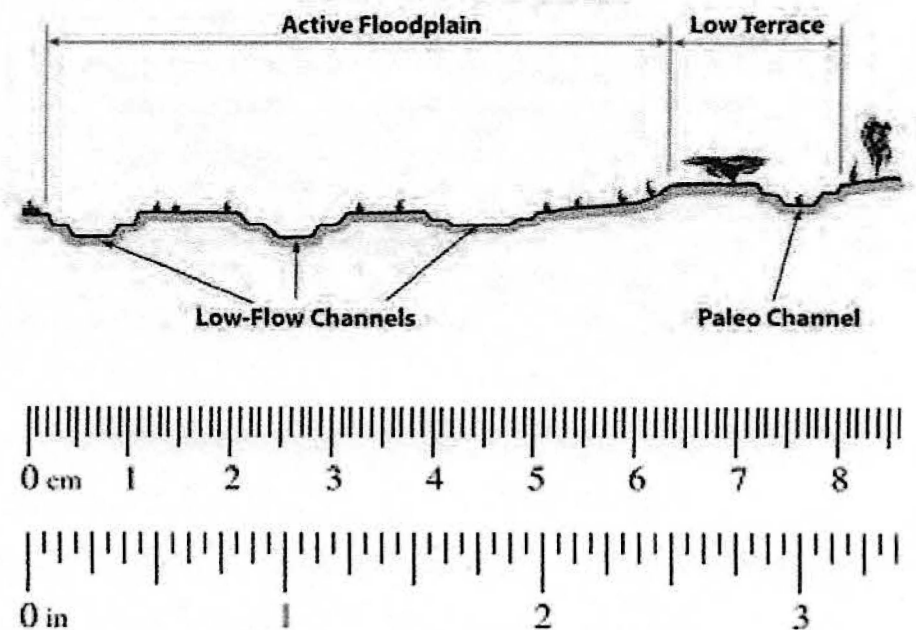 Active Floodplain Low Terrace
Low-Flow Channels Paleo Channel
0 cm 1 2 3 4 5 6 7 8
0 in 1 2 3